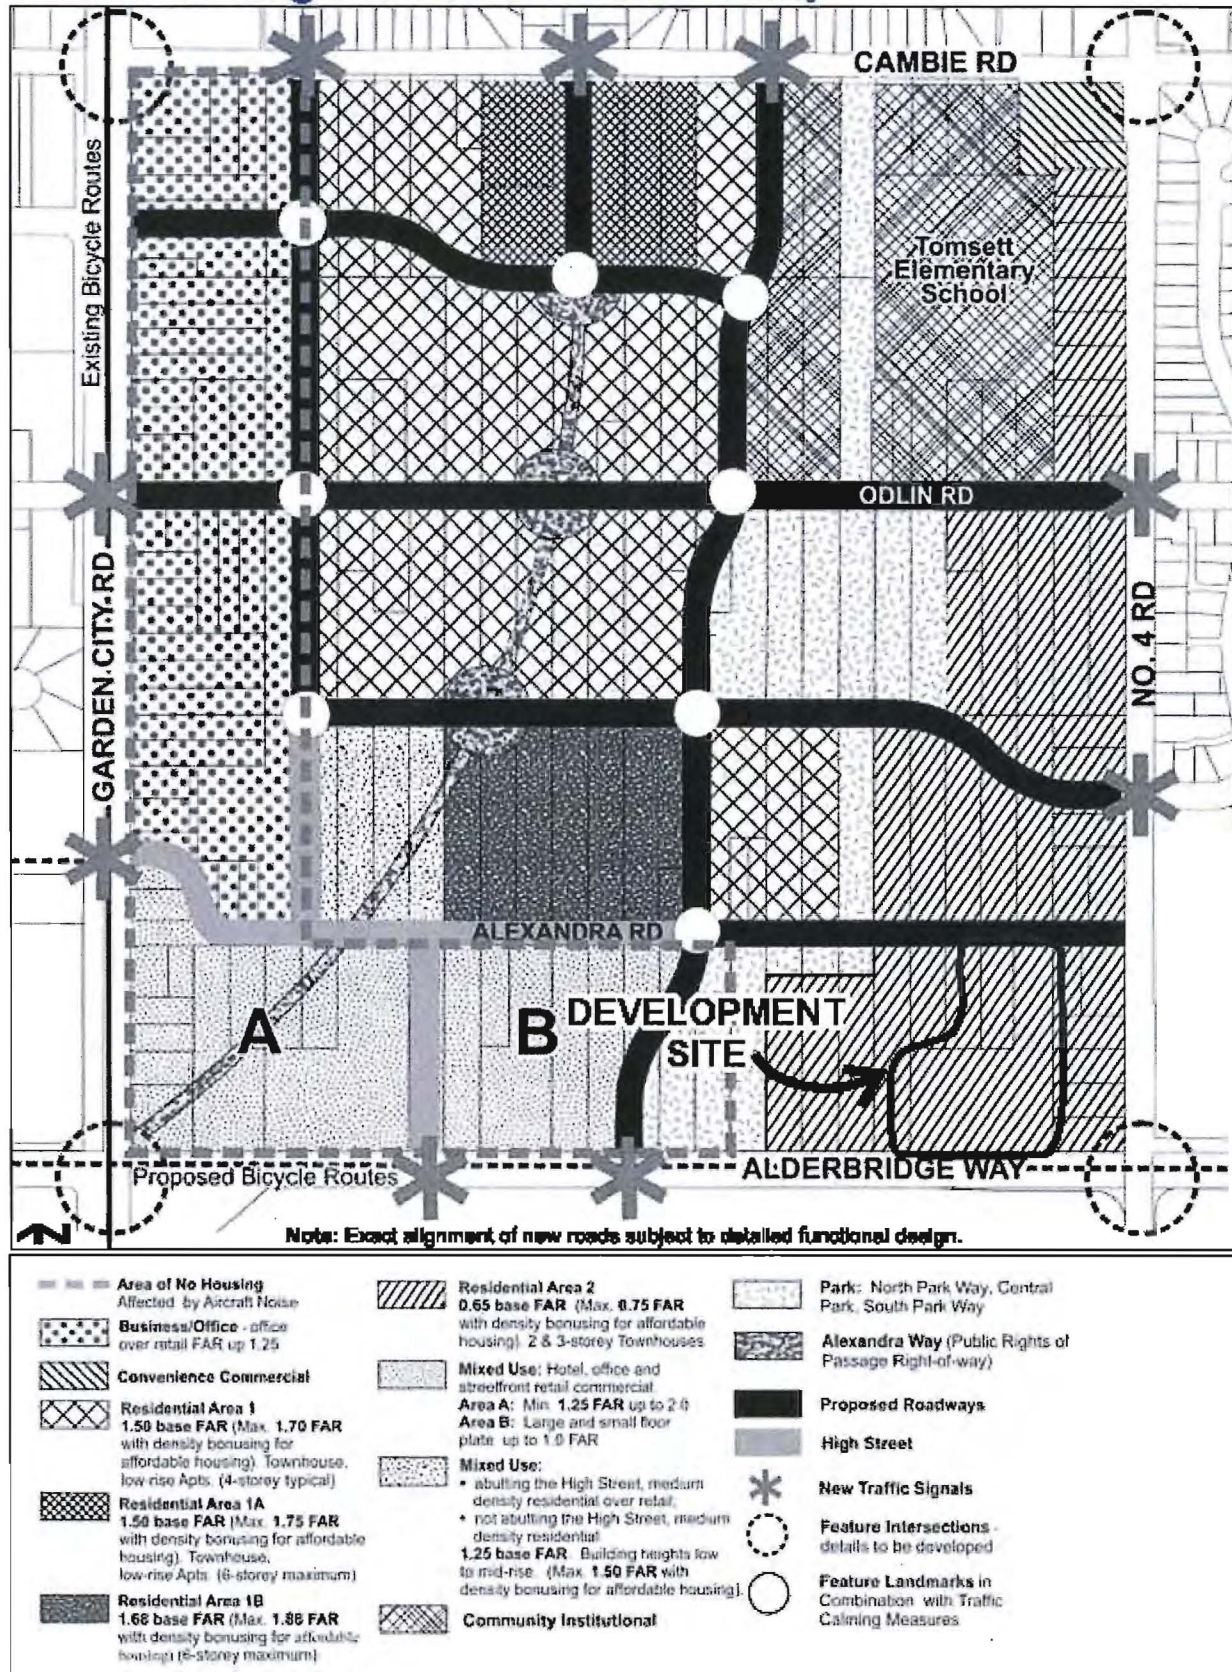 CAMBIE RD
Existing Bicycle Routes
Tomsett
Elementary
School
ODLIN RD
GARDEN CITY RD
NO. 4 RD
ALEXANDRA RD
A
B
DEVELOPMENT
SITE
ALDERBRIDGE WAY
Proposed Bicycle Routes
N
Note: Exact alignment of new roads subject to detailed functional design.
Area of No Housing
Affected by Aircraft Noise
Business/Office - office
over retail FAR up 1.25
Convenience Commercial
Residential Area 1
1.50 base FAR (Max. 1.70 FAR
with density bonusing for
affordable housing). Townhouse,
low-rise Apts. (4-storey typical)
Residential Area 1A
1.50 base FAR (Max. 1.75 FAR
with density bonusing for affordable
housing). Townhouse,
low-rise Apts. (6-storey maximum)
Residential Area 1B
1.68 base FAR (Max. 1.88 FAR
with density bonusing for affordable
housing) (6-storey maximum)
Residential Area 2
0.65 base FAR (Max. 0.75 FAR
with density bonusing for affordable
housing). 2 & 3-storey Townhouses
Mixed Use: Hotel, office and
streetfront retail commercial
Area A: Min. 1.25 FAR up to 2.0
Area B: Large and small floor
plate up to 1.0 FAR
Mixed Use:
• abutting the High Street, medium
density residential over retail;
• not abutting the High Street, medium
density residential
1.25 base FAR. Building heights low
to mid-rise. (Max. 1.50 FAR with
density bonusing for affordable housing).
Community Institutional
Park: North Park Way, Central
Park, South Park Way
Alexandra Way (Public Rights of
Passage Right-of-way)
Proposed Roadways
High Street
New Traffic Signals
Feature Intersections -
details to be developed
Feature Landmarks in
Combination with Traffic
Calming Measures